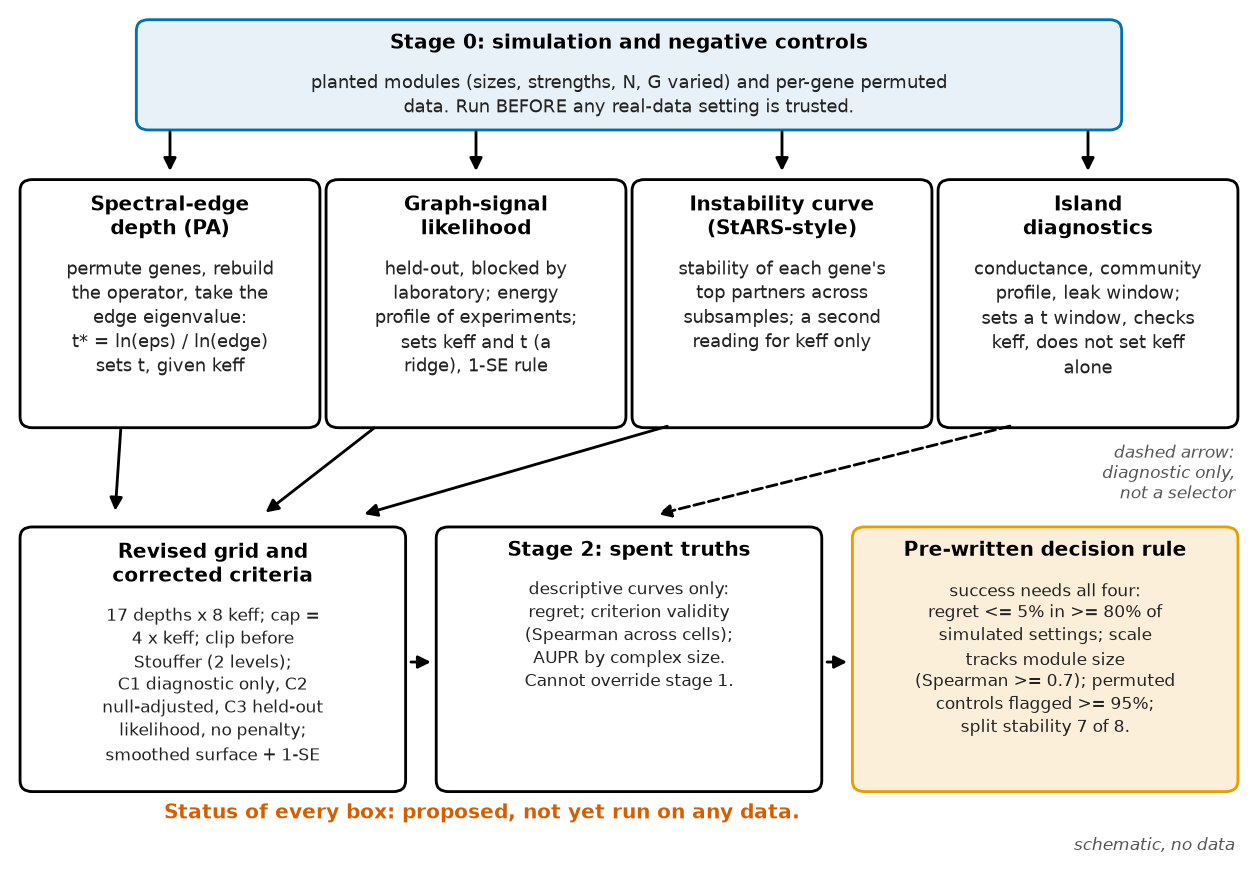 Stage 0: simulation and negative controls
planted modules (sizes, strengths, N, G varied) and per-gene permuted
data. Run BEFORE any real-data setting is trusted.
Spectral-edge
depth (PA)
permute genes, rebuild
the operator, take the
edge eigenvalue:
t* = ln(eps) / ln(edge)
sets t, given keff
Graph-signal
likelihood
held-out, blocked by
laboratory; energy
profile of experiments;
sets keff and t (a
ridge), 1-SE rule
Instability curve
(StARS-style)
stability of each gene's
top partners across
subsamples; a second
reading for keff only
Island
diagnostics
conductance, community
profile, leak window;
sets a t window, checks
keff, does not set keff
alone
dashed arrow:
diagnostic only,
not a selector
Revised grid and
corrected criteria
17 depths x 8 keff; cap =
4 x keff; clip before
Stouffer (2 levels);
C1 diagnostic only, C2
null-adjusted, C3 held-out
likelihood, no penalty;
smoothed surface + 1-SE
Stage 2: spent truths
descriptive curves only:
regret; criterion validity
(Spearman across cells);
AUPR by complex size.
Cannot override stage 1.
Pre-written decision rule
success needs all four:
regret <= 5% in >= 80% of
simulated settings; scale
tracks module size
(Spearman >= 0.7); permuted
controls flagged >= 95%;
split stability 7 of 8.
Status of every box: proposed, not yet run on any data.
schematic, no data